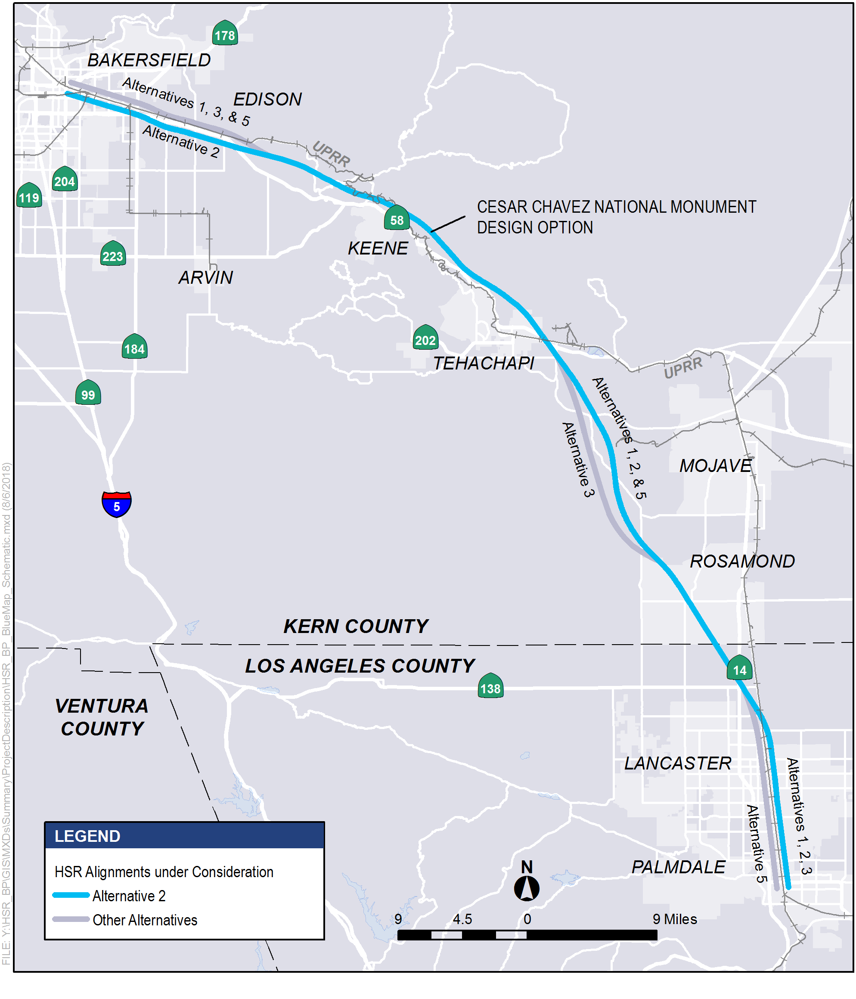 178
BAKERSFIELD
Alternatives 1, 3, & 5
EDISON
Alternative 2
UPRR
204
119
58
CESAR CHAVEZ NATIONAL MONUMENT
DESIGN OPTION
KEENE
223
ARVIN
202
184
TEHACHAPI
UPRR
99
Alternatives 1, 2, & 5
Alternative 3
MOJAVE
5
ROSAMOND
KERN COUNTY
LOS ANGELES COUNTY
14
138
VENTURA
COUNTY
LANCASTER
Alternatives 1, 2, 3
Alternative 5
PALMDALE
LEGEND
HSR Alignments under Consideration
Alternative 2
Other Alternatives
N
9 4.5 0 9 Miles
FILE: Y:\HSR_BP\GIS\MXDs\Summary\ProjectDescription\HSR_BP_BlueMap_Schematic.mxd (8/6/2018)